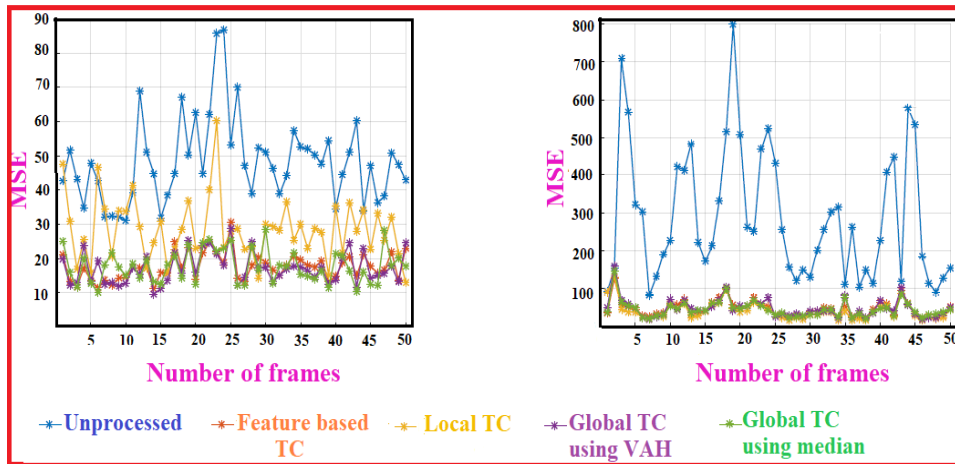 90
80
70
60
50
40
30
20
10
MSE
5 10 15 20 25 30 35 40 45 50
Number of frames
800
700
600
500
400
300
200
100
MSE
5 10 15 20 25 30 35 40 45 50
Number of frames
Unprocessed
Feature based
TC
Local TC
Global TC
using VAH
Global TC
using median